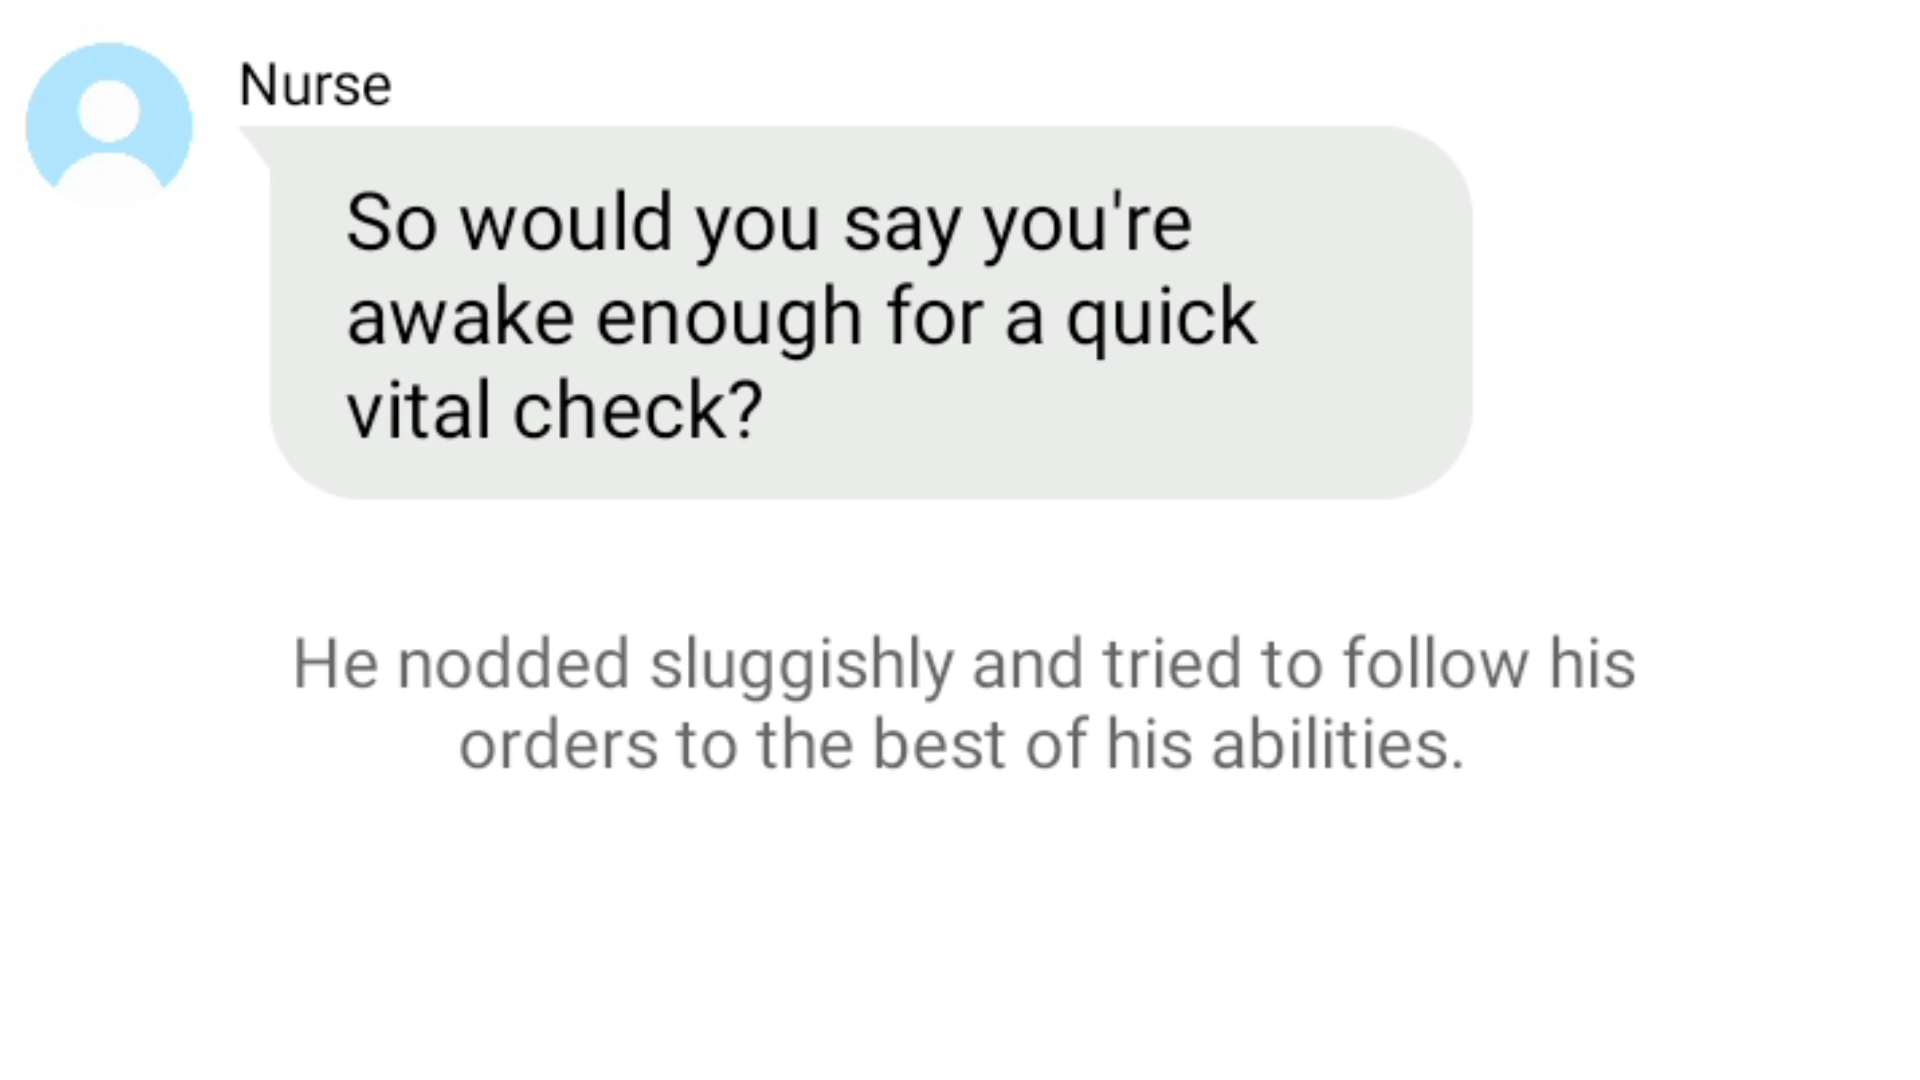 Nurse
So would you say you're
awake enough for a quick
vital check?
He nodded sluggishly and tried to follow his
orders to the best of his abilities.